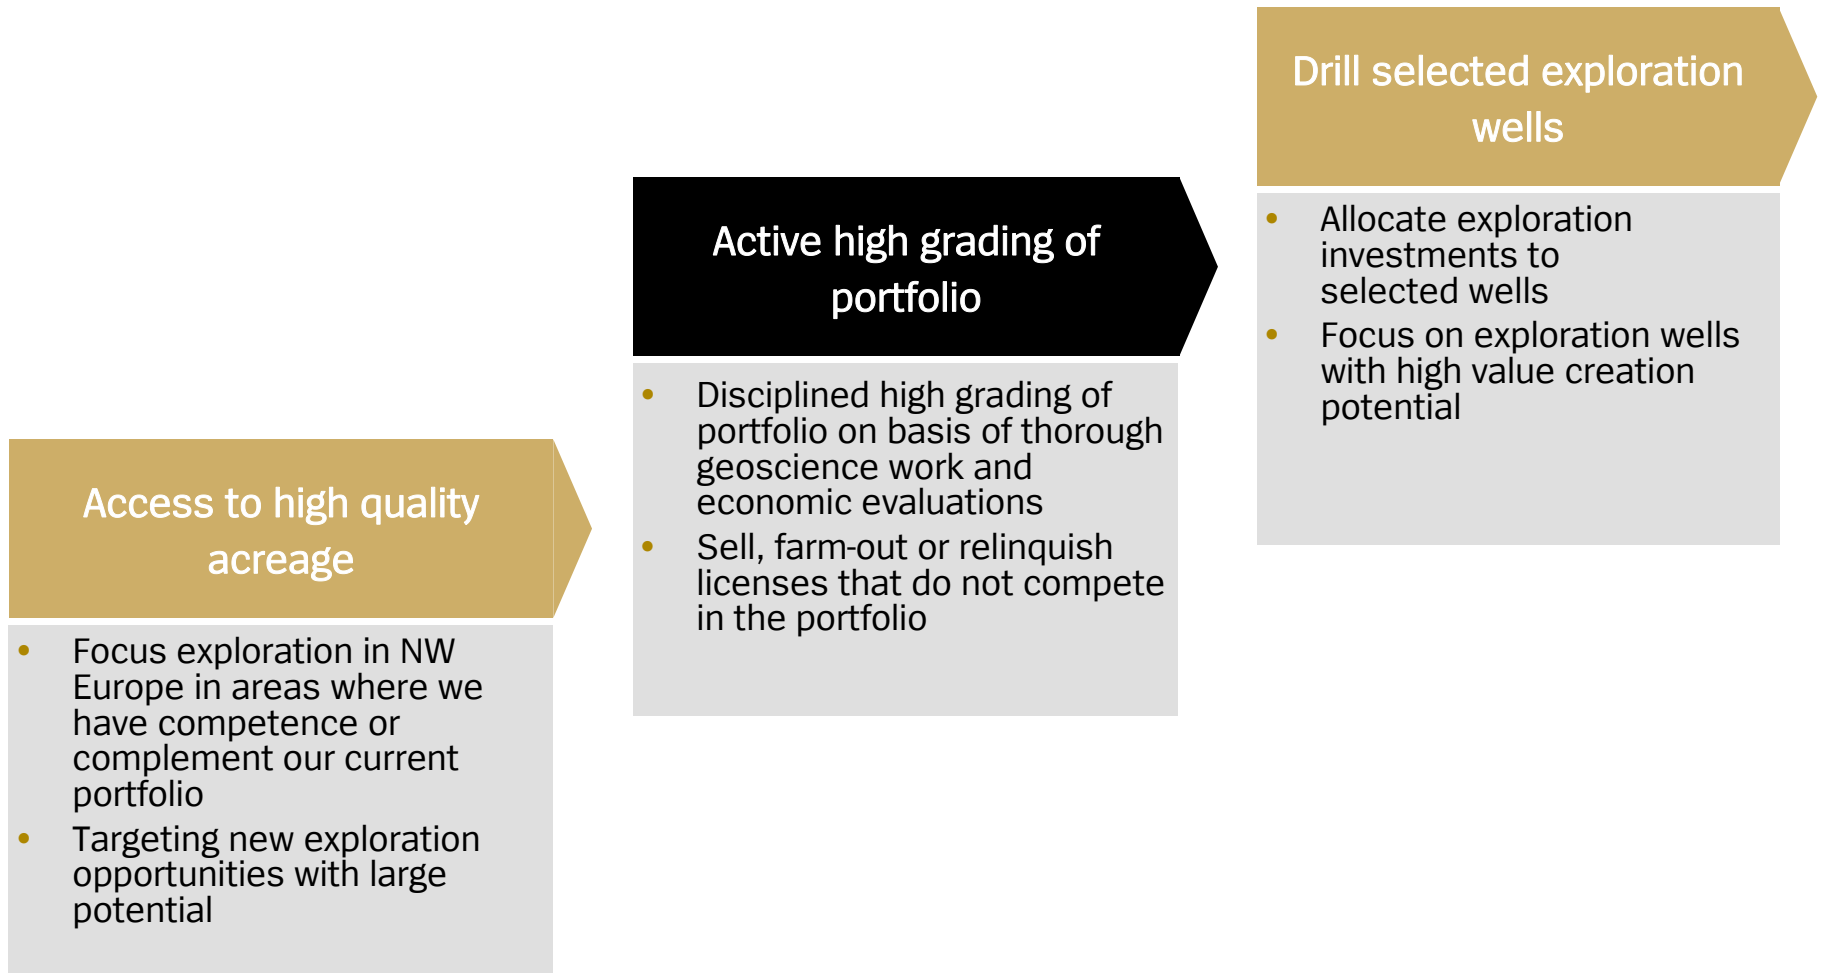 Access to high quality
acreage
• Focus exploration in NW
Europe in areas where we
have competence or
complement our current
portfolio
• Targeting new exploration
opportunities with large
potential
Active high grading of
portfolio
• Disciplined high grading of
portfolio on basis of thorough
geoscience work and
economic evaluations
• Sell, farm-out or relinquish
licenses that do not compete
in the portfolio
Drill selected exploration
wells
• Allocate exploration
investments to
selected wells
• Focus on exploration wells
with high value creation
potential